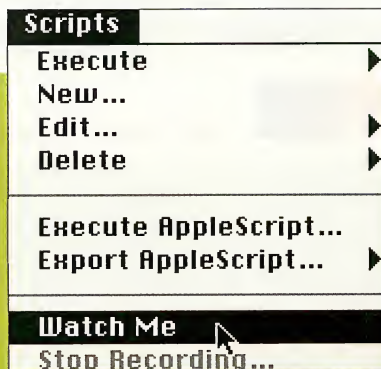 Scripts
Execute
New...
Edit...
Delete
Execute AppleScript...
Export AppleScript...
Watch Me
Stop Recording...